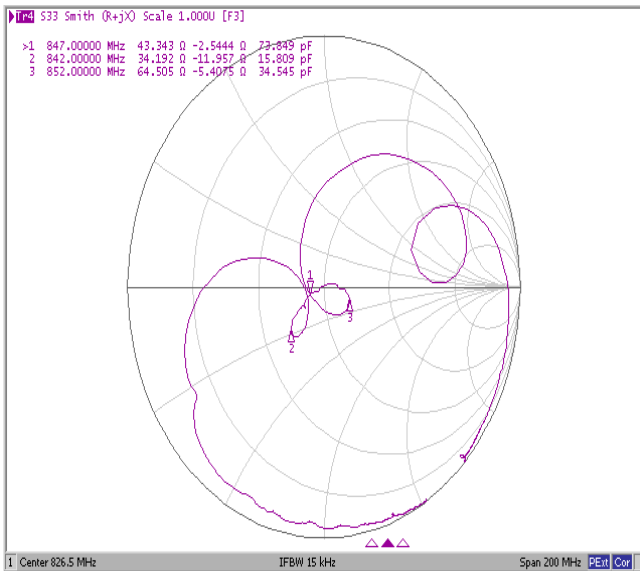 Tr4 S33 Smith (R+jX) Scale 1.000U [F3]
>1 847.00000 MHz 43.343 Ω -2.5444 Ω 73.849 pF
2 842.00000 MHz 34.192 Ω -11.957 Ω 15.809 pF
3 852.00000 MHz 64.505 Ω -5.4075 Ω 34.545 pF
1
3
2
1 Center 826.5 MHz IFBW 15 kHz Span 200 MHz PExt Cor